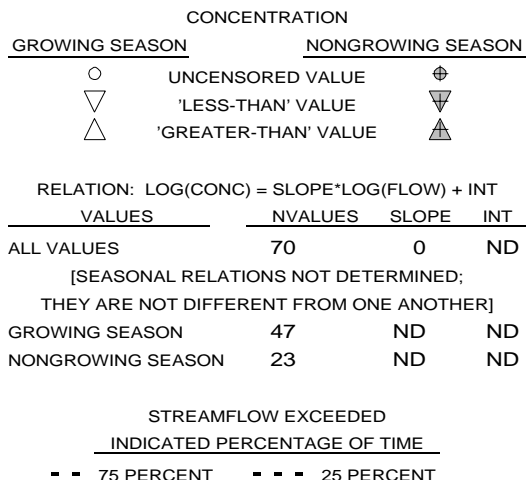 CONCENTRATION
GROWING SEASON NONGROWING SEASON
UNCENSORED VALUE
'LESS-THAN' VALUE
'GREATER-THAN' VALUE
RELATION: LOG(CONC) = SLOPE*LOG(FLOW) + INT
VALUES NVALUES SLOPE INT
ALL VALUES 70 0 ND
[SEASONAL RELATIONS NOT DETERMINED;
THEY ARE NOT DIFFERENT FROM ONE ANOTHER]
GROWING SEASON 47 ND ND
NONGROWING SEASON 23 ND ND
STREAMFLOW EXCEEDED
INDICATED PERCENTAGE OF TIME
75 PERCENT 25 PERCENT